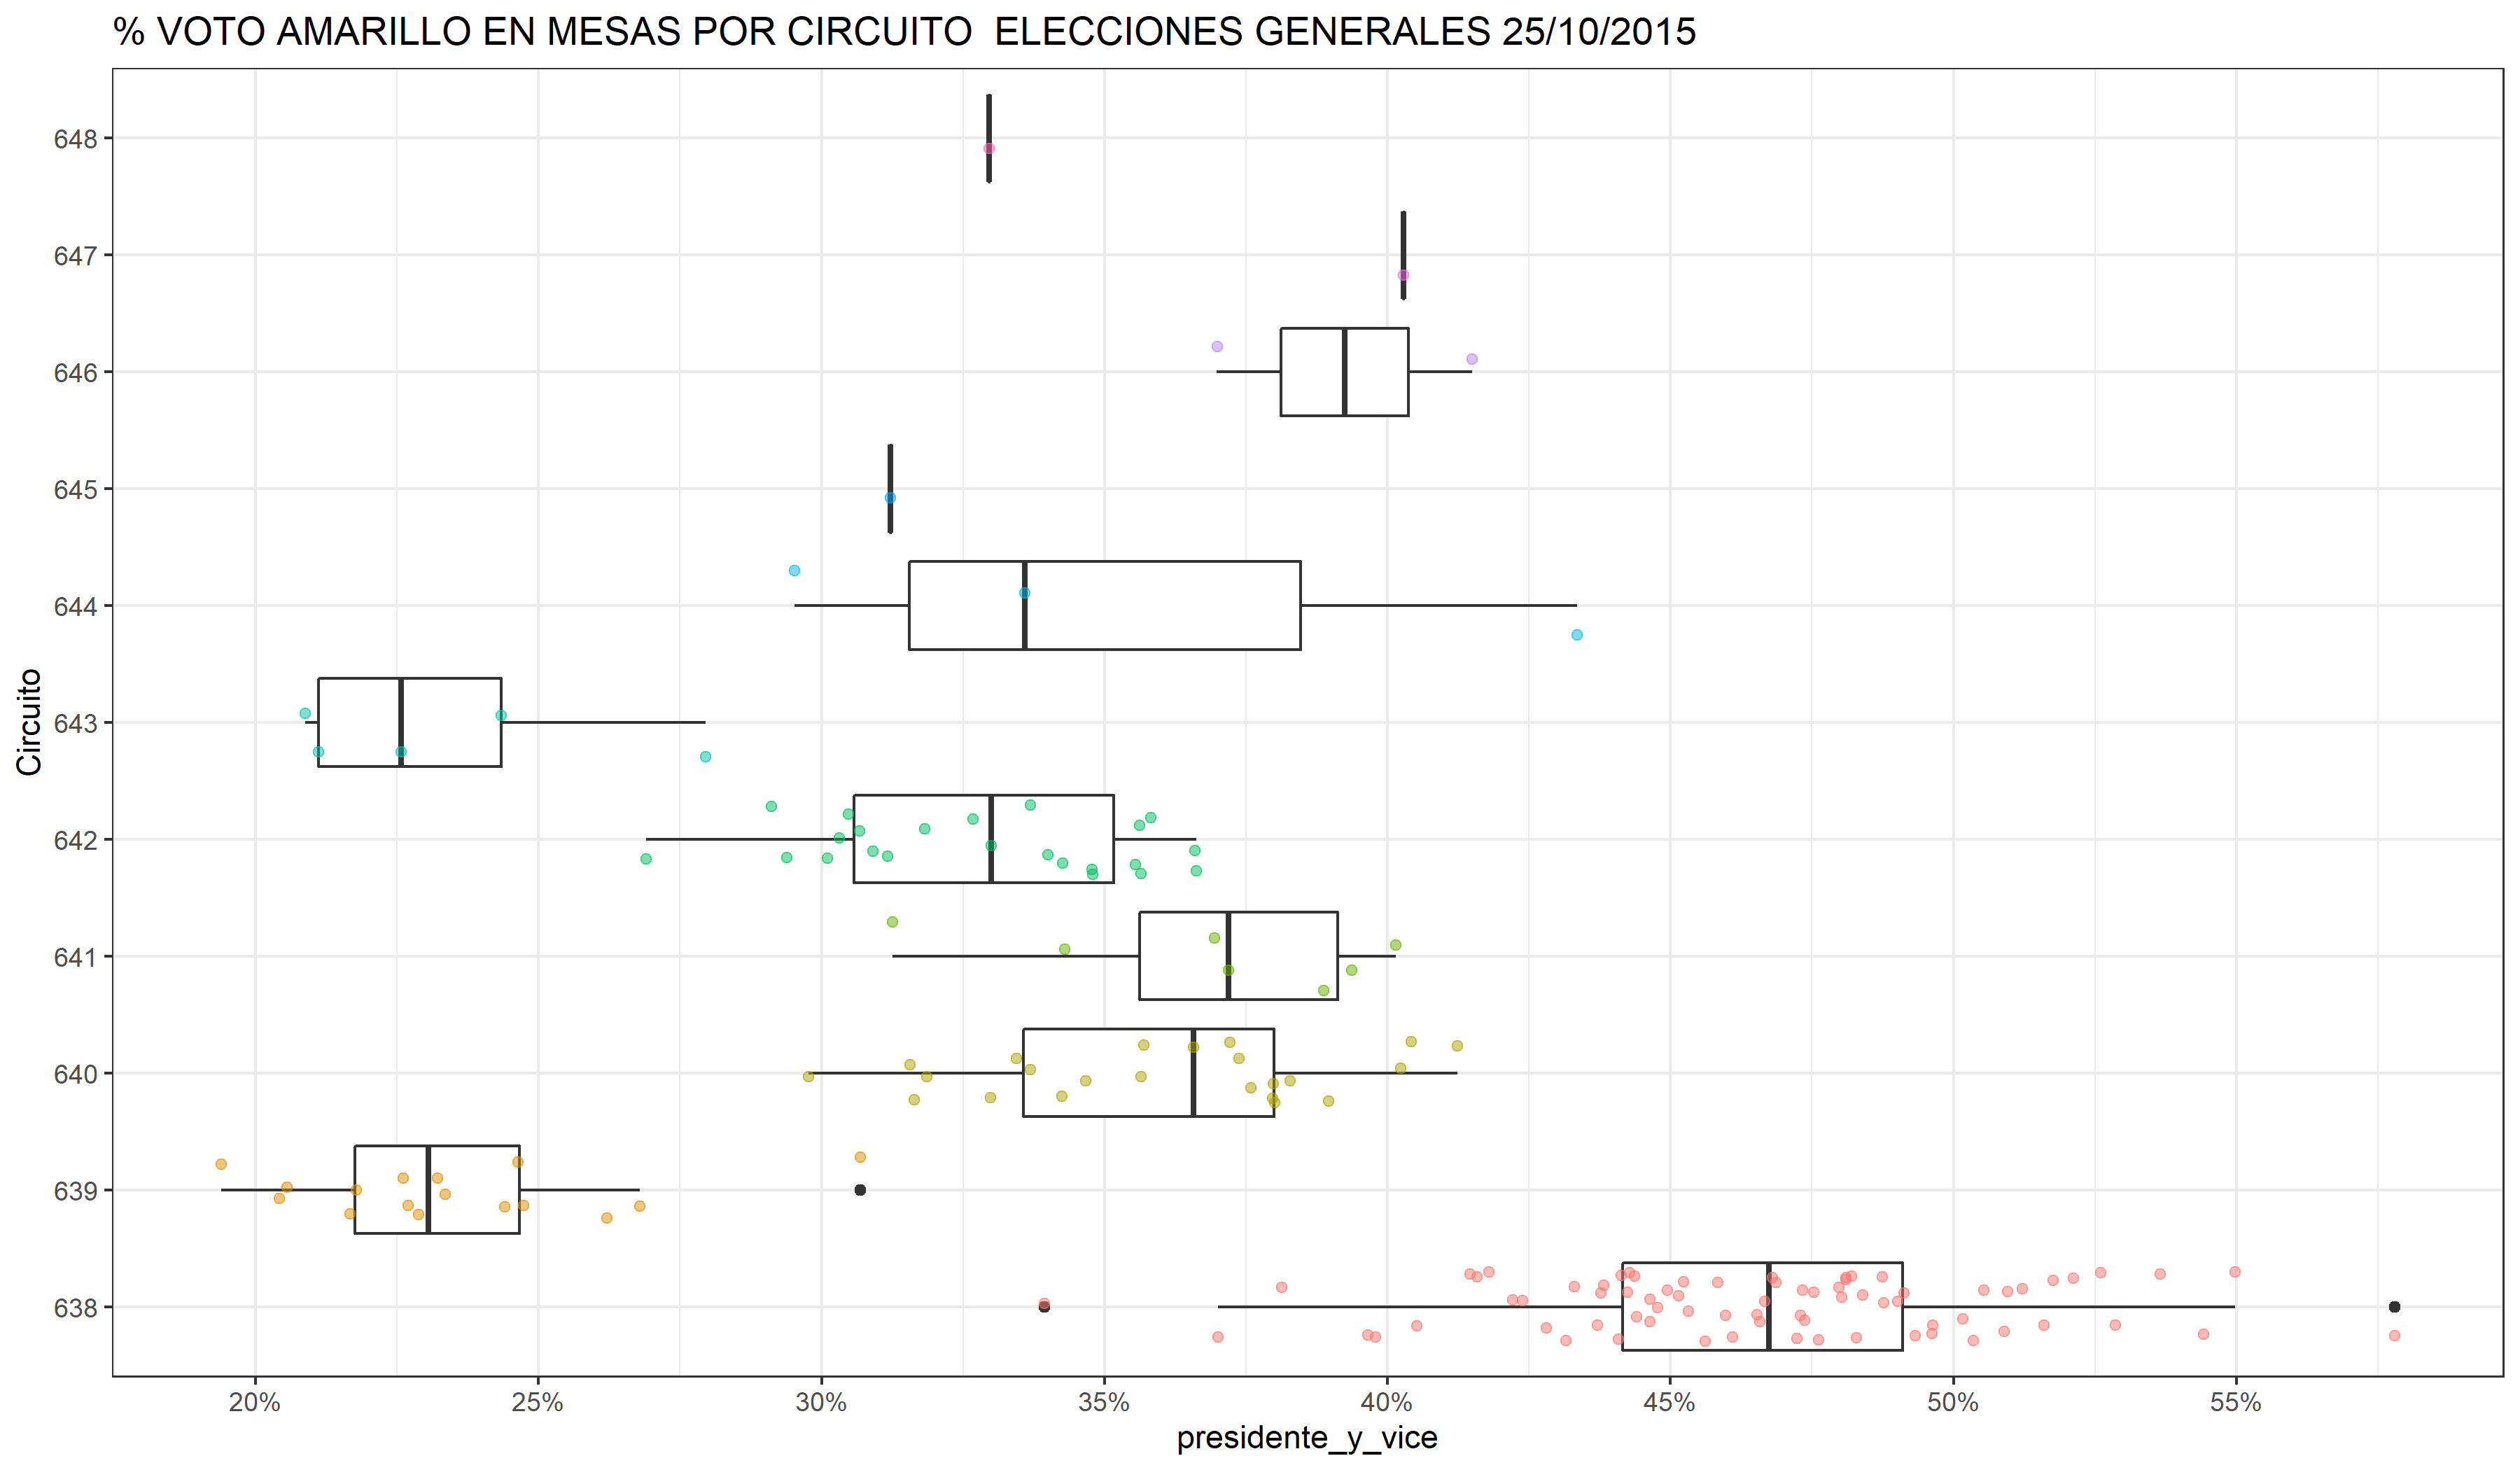 % VOTO AMARILLO EN MESAS POR CIRCUITO  ELECCIONES GENERALES 25/10/2015
648
647
646
645
644
643
642
641
640
639
638
Circuito
20% 25% 30% 35% 40% 45% 50% 55%
presidente_y_vice